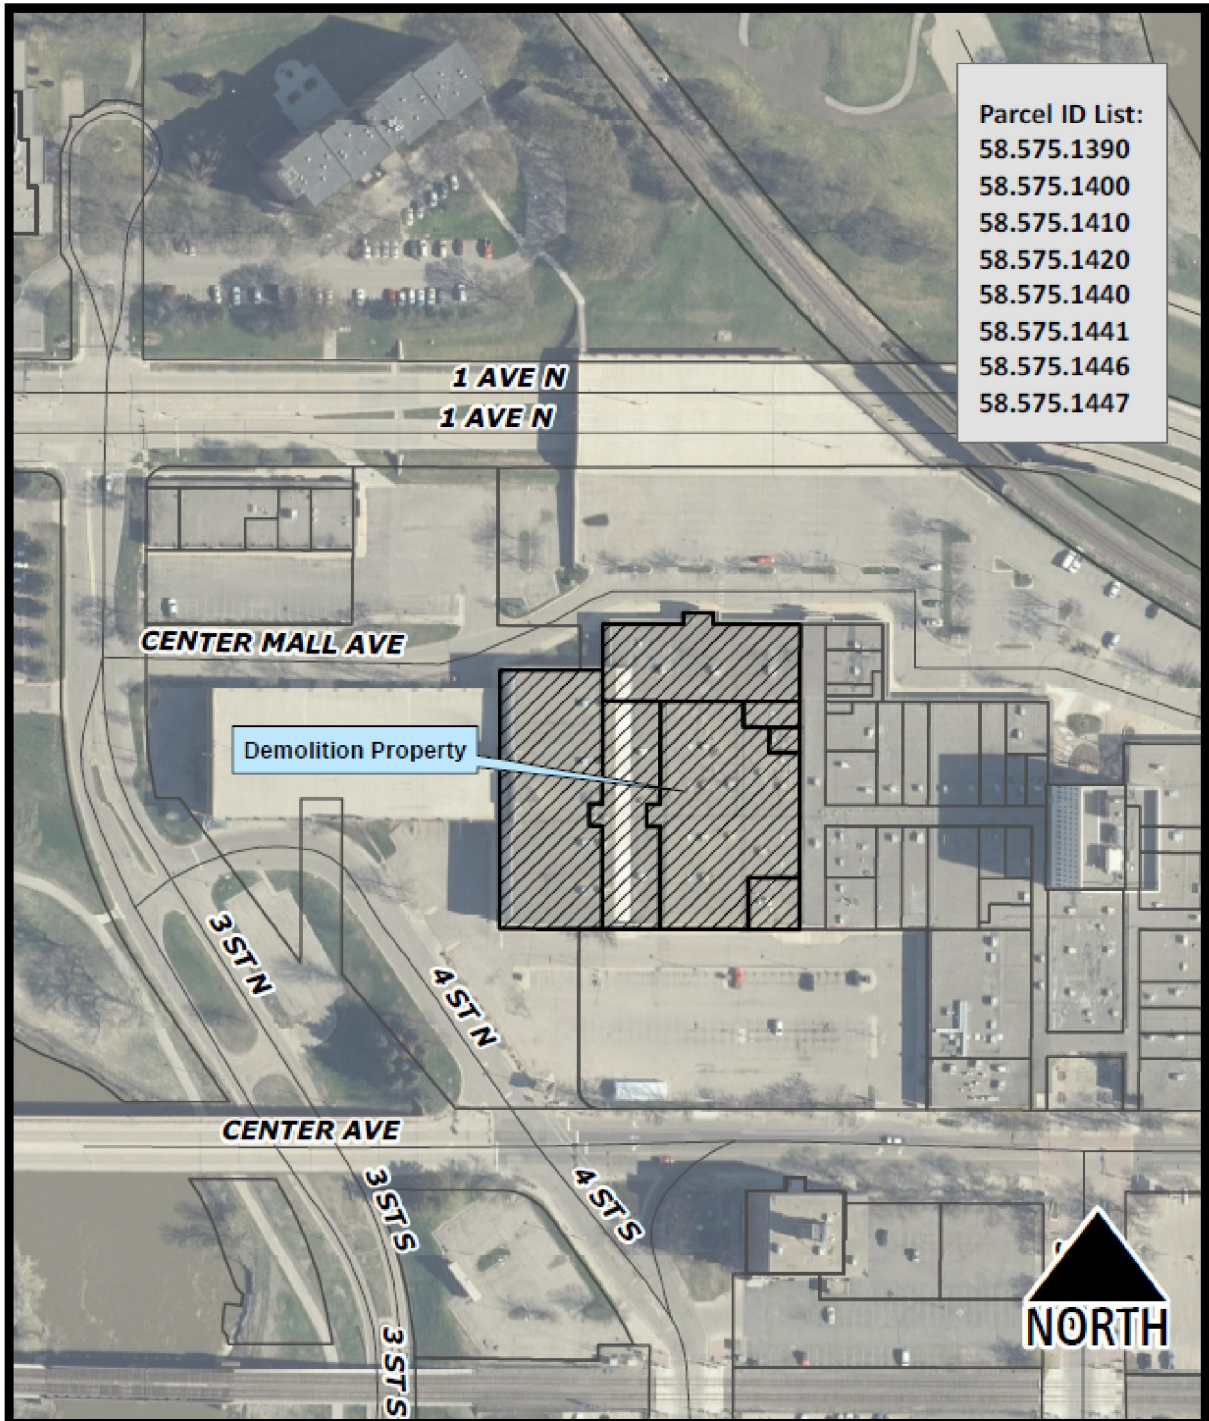 Parcel ID List:
58.575.1390
58.575.1400
58.575.1410
58.575.1420
58.575.1440
58.575.1441
58.575.1446
58.575.1447
1 AVE N
1 AVE N
CENTER MALL AVE
Demolition Property
3 ST N
4 ST N
CENTER AVE
3 ST S
4 ST S
NORTH
3 ST S